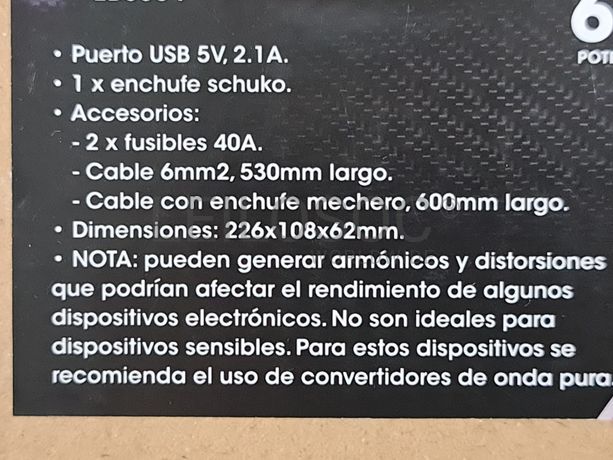 6
• Puerto USB 5V, 2.1A.
• 1 x enchufe schuko.
• Accesorios:
- 2 x fusibles 40A.
- Cable 6mm2, 530mm largo.
- Cable con enchufe mechero, 600mm largo.
• Dimensiones: 226x108x62mm.
• NOTA: pueden generar armónicos y distorsiones
que podrían afectar el rendimiento de algunos
dispositivos electrónicos. No son ideales para
dispositivos sensibles. Para estos dispositivos se
recomienda el uso de convertidores de onda pura.